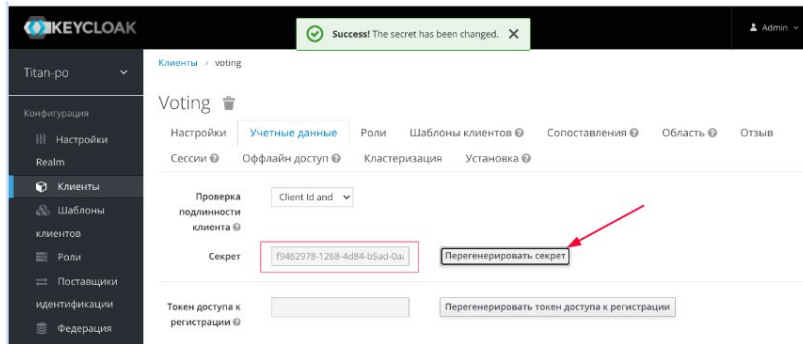 KEYCLOAK
Success! The secret has been changed.
Admin
Titan-po
Клиенты > voting
Voting
Конфигурация
Настройки Realm
Клиенты
Шаблоны клиентов
Роли
Поставщики идентификации
Федерация
Настройки Учетные данные Роли Шаблоны клиентов Сопоставления Область Отзыв
Сессии Оффлайн доступ Кластеризация Установка
Проверка подлинности клиента
Client Id and
Секрет
f9462978-1268-4d84-b5ad-0a
Перегенерировать секрет
Токен доступа к регистрации
Перегенерировать токен доступа к регистрации